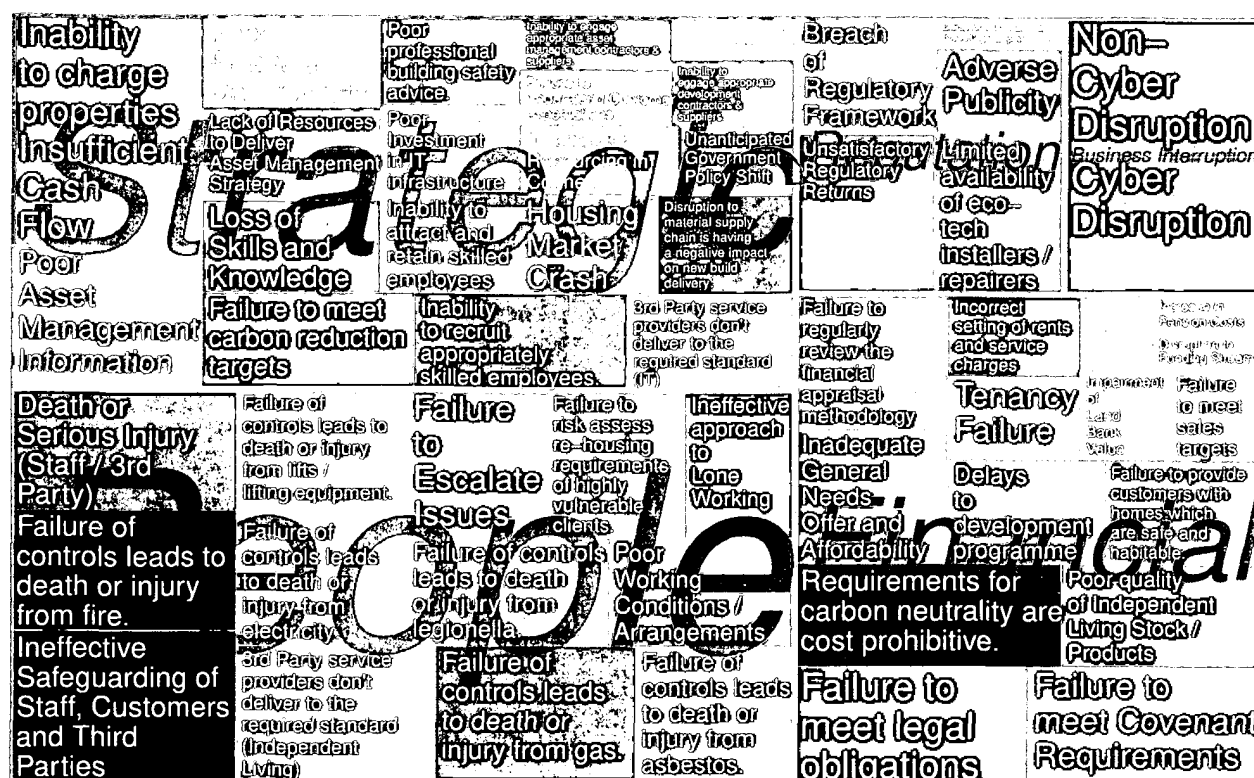 Inability
to charge
properties
Insufficient
Cash
Flow
Poor
Asset
Management
Information
Lack of Resources
to Deliver
Asset Management
Strategy
Loss of
Skills and
Knowledge
Failure to meet
carbon reduction
targets
Strategic
Poor
professional
building safety
advice.
Poor
Investment
in IT
infrastructure
Inability to
attract and
retain skilled
employees
Inability
to recruit
appropriately
skilled employees.
Inability to engage
appropriate asset
management contractors &
suppliers.
Housing
Market
Crash
Inability to
engage appropriate
development
contractors &
suppliers
Unanticipated
Government
Policy Shift
Disruption to
material supply
chain is having
a negative impact
on new build
delivery.
3rd Party service
providers don't
deliver to the
required standard
(IT)
Breach
of
Regulatory
Framework
Unsatisfactory
Regulatory
Returns
Reputation
Adverse
Publicity
Limited
availability
of eco-
tech
installers /
repairers
Non-
Cyber
Disruption
Business Interruption
Cyber
Disruption
Death or
Serious Injury
(Staff / 3rd
Party)
Failure of
controls leads to
death or injury
from fire.
Ineffective
Safeguarding of
Staff, Customers
and Third
Parties
Failure of
controls leads to
death or injury
from lifts /
lifting equipment.
Failure of
controls leads
to death or
injury from
electricity
3rd Party service
providers don't
deliver to the
required standard
(Independent
Living)
People
Failure
to
Escalate
Issues
Failure to
risk assess
re-housing
requirements
of highly
vulnerable
clients.
Ineffective
approach
to
Lone
Working
Failure of controls
leads to death
or injury from
legionella
Poor
Working
Conditions /
Arrangements
Failure of
controls leads
to death or
injury from gas.
Failure of
controls leads
to death or
injury from
asbestos.
Failure to
regularly
review the
financial
appraisal
methodology
Inadequate
General
Needs
Offer and
Affordability
Incorrect
setting of rents
and service
charges
Tenancy
Failure
Impairment
of
Land
Bank
Value
Failure
to meet
sales
targets
Delays
to
development
programme
Failure to provide
customers with
homes which
are safe and
habitable
Financial
Requirements for
carbon neutrality are
cost prohibitive.
Poor quality
of Independent
Living Stock /
Products
Failure to
meet legal
obligations
Failure to
meet Covenant
Requirements